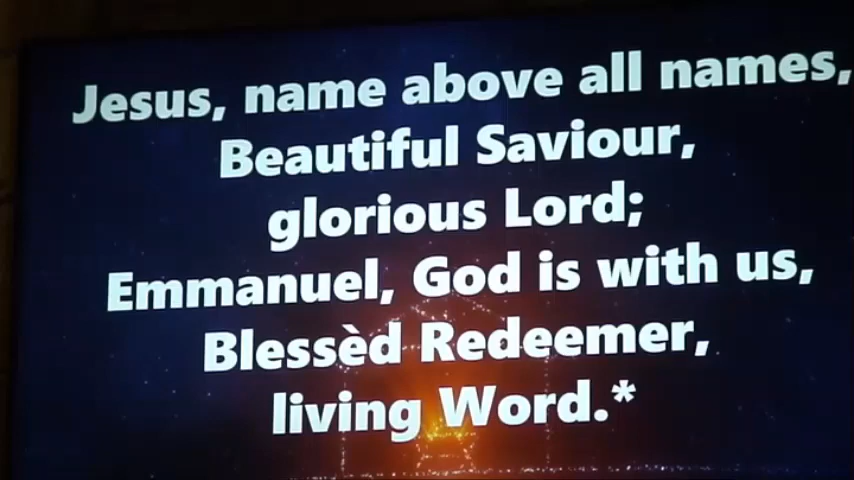 Jesus, name above all names,
Beautiful Saviour,
glorious Lord;
Emmanuel, God is with us,
Blessèd Redeemer,
living Word.*